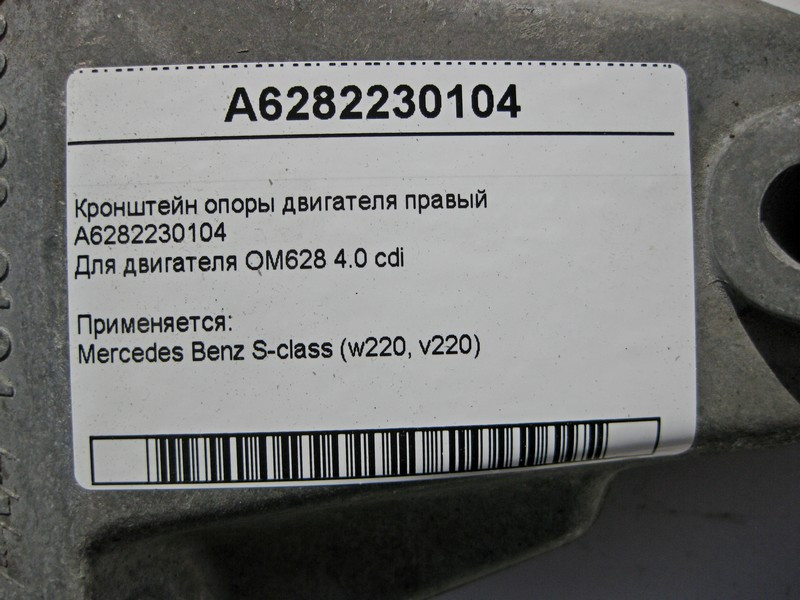 A6282230104
Кронштейн опоры двигателя правый
A6282230104
Для двигателя OM628 4.0 cdi
Применяется:
Mercedes Benz S-class (w220, v220)